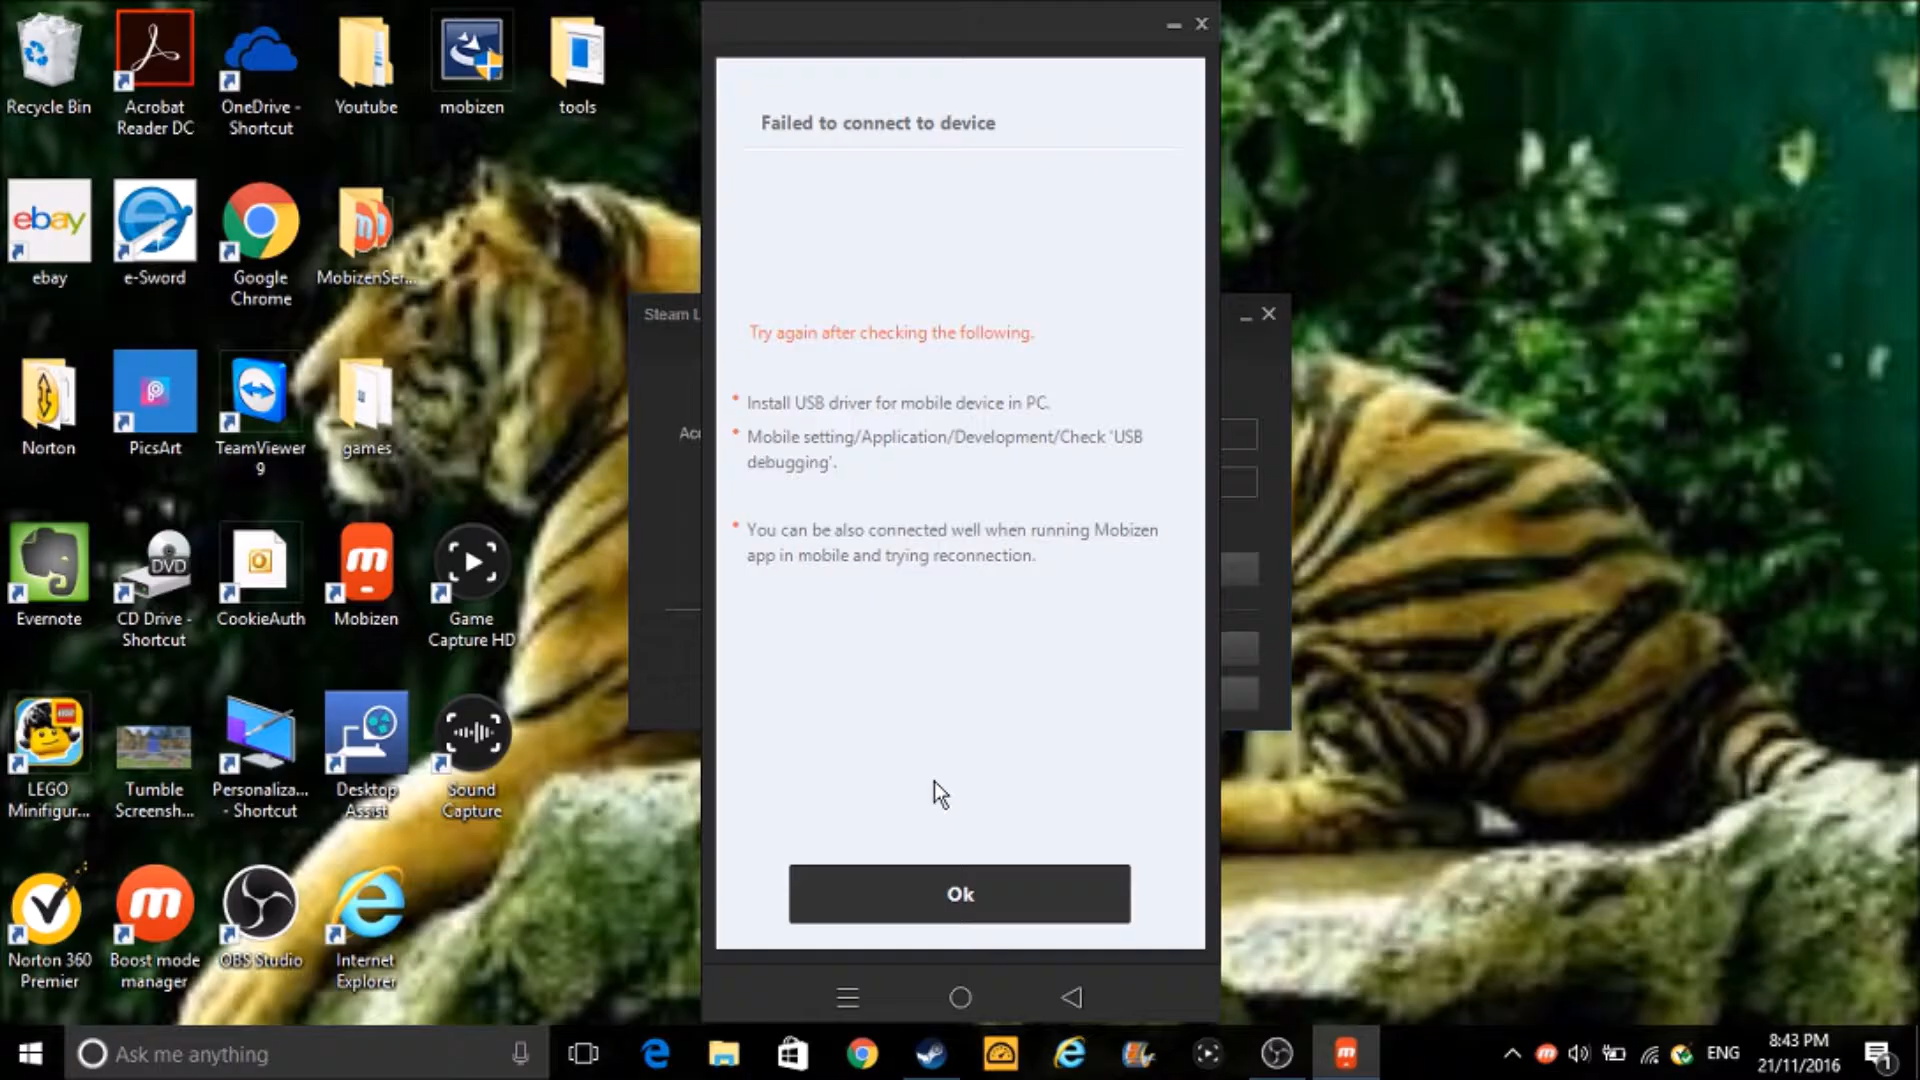 Recycle Bin
Acrobat
Reader DC
OneDrive -
Shortcut
Youtube
mobizen
tools
ebay
ebay
e-Sword
Google
Chrome
MobizenSer...
Norton
PicsArt
TeamViewer
9
games
Evernote
DVD
CD Drive -
Shortcut
CookieAuth
Mobizen
Game
Capture HD
LEGO
LEGO
Minifigur...
Tumble
Screensh...
Personaliza...
- Shortcut
Desktop
Assist
Sound
Capture
Norton 360
Premier
Boost mode
manager
OBS Studio
Internet
Explorer
Steam L
Failed to connect to device
Try again after checking the following.
* Install USB driver for mobile device in PC.
* Mobile setting/Application/Development/Check 'USB
debugging'.
* You can be also connected well when running Mobizen
app in mobile and trying reconnection.
Ok
Ask me anything
ENG
8:43 PM
21/11/2016
1